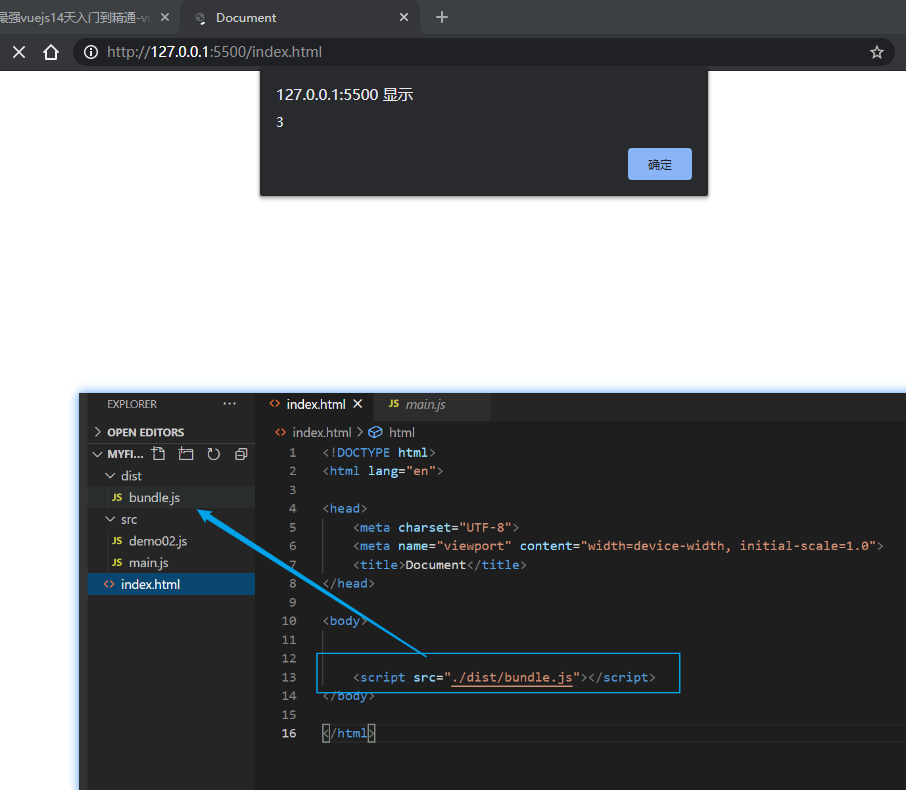 最强vuejs14天入门到精通-vu
Document
http://127.0.0.1:5500/index.html
127.0.0.1:5500 显示
3
确定
EXPLORER
index.html
JS main.js
OPEN EDITORS
index.html > html
MYFI...
dist
JS bundle.js
src
JS demo02.js
JS main.js
index.html
1 <!DOCTYPE html>
2 <html lang="en">
3
4 <head>
5 <meta charset="UTF-8">
6 <meta name="viewport" content="width=device-width, initial-scale=1.0">
7 <title>Document</title>
8 </head>
9
10 <body>
11
12
13 <script src="./dist/bundle.js"></script>
14 </body>
15
16 </html>